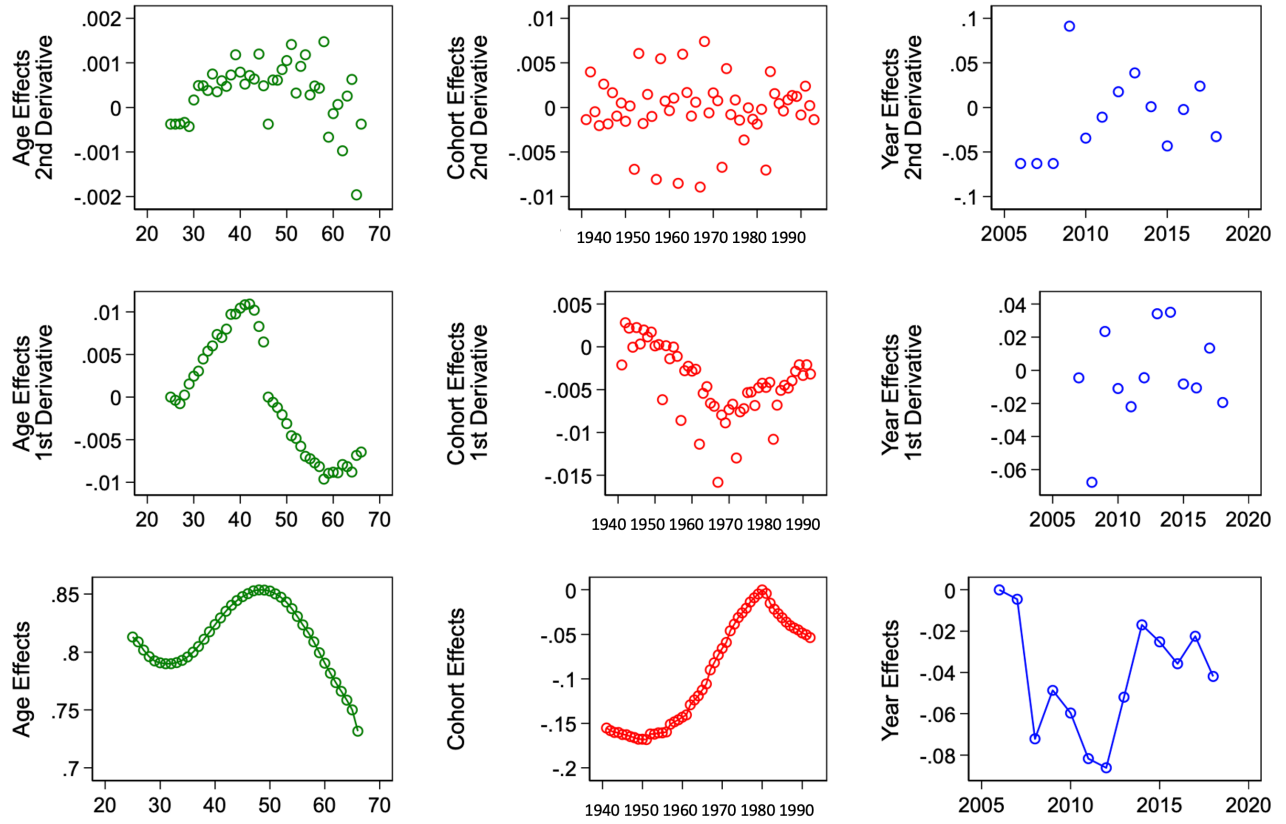 Age Effects
2nd Derivative
.002
.001
0
-.001
-.002
20 30 40 50 60 70
Cohort Effects
2nd Derivative
.01
.005
0
-.005
-.01
1940 1950 1960 1970 1980 1990
Year Effects
2nd Derivative
.1
.05
0
-.05
-.1
2005 2010 2015 2020
Age Effects
1st Derivative
.01
.005
0
-.005
-.01
20 30 40 50 60 70
Cohort Effects
1st Derivative
.005
0
-.005
-.01
-.015
1940 1950 1960 1970 1980 1990
Year Effects
1st Derivative
.04
.02
0
-.02
-.04
-.06
2005 2010 2015 2020
Age Effects
.85
.8
.75
.7
20 30 40 50 60 70
Cohort Effects
0
-.05
-.1
-.15
-.2
1940 1950 1960 1970 1980 1990
Year Effects
0
-.02
-.04
-.06
-.08
2005 2010 2015 2020